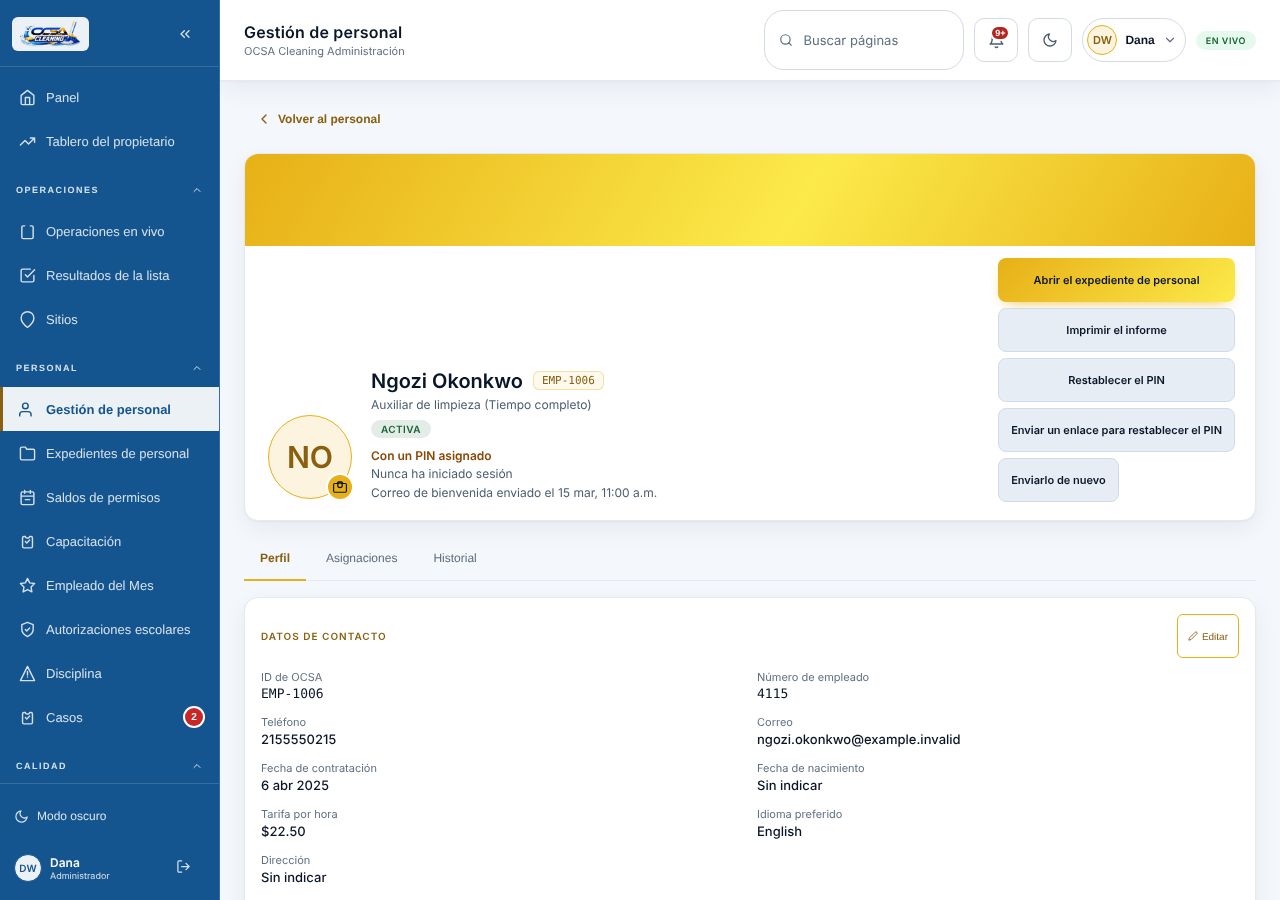 OCSA
CLEANING
Panel
Tablero del propietario
OPERACIONES
Operaciones en vivo
Resultados de la lista
Sitios
PERSONAL
Gestión de personal
Expedientes de personal
Saldos de permisos
Capacitación
Empleado del Mes
Autorizaciones escolares
Disciplina
Casos
2
CALIDAD
Modo oscuro
DW
Dana
Administrador
Gestión de personal
OCSA Cleaning Administración
Buscar páginas
9+
DW
Dana
EN VIVO
Volver al personal
Abrir el expediente de personal
Imprimir el informe
Restablecer el PIN
Enviar un enlace para restablecer el PIN
Enviarlo de nuevo
NO
Ngozi Okonkwo
EMP-1006
Auxiliar de limpieza (Tiempo completo)
ACTIVA
Con un PIN asignado
Nunca ha iniciado sesión
Correo de bienvenida enviado el 15 mar, 11:00 a.m.
Perfil
Asignaciones
Historial
DATOS DE CONTACTO
Editar
ID de OCSA
EMP-1006
Número de empleado
4115
Teléfono
2155550215
Correo
ngozi.okonkwo@example.invalid
Fecha de contratación
6 abr 2025
Fecha de nacimiento
Sin indicar
Tarifa por hora
$22.50
Idioma preferido
English
Dirección
Sin indicar